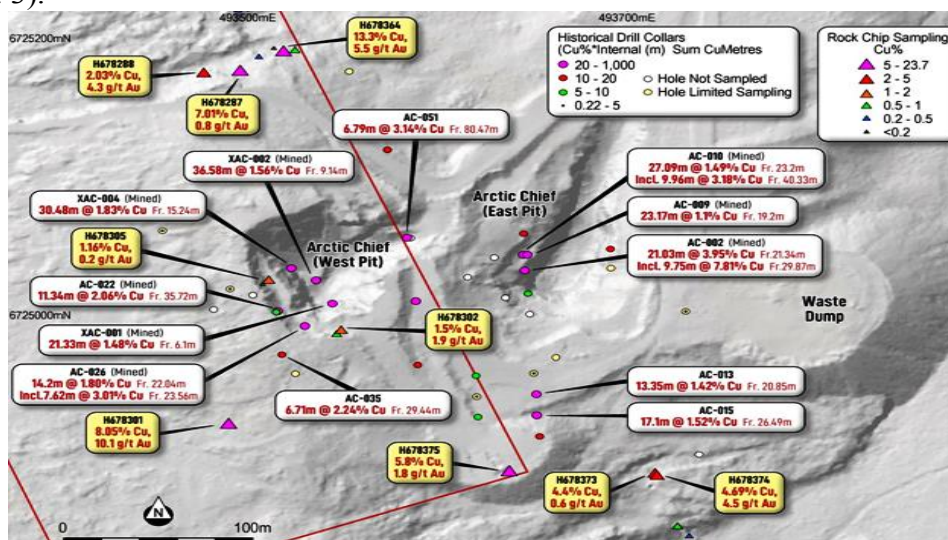 5).
493500mE
493700mE
6725200mN
6725000mN
H678364
13.3% Cu,
5.5 g/t Au
H678288
2.03% Cu,
4.3 g/t Au
H678287
7.01% Cu,
0.8 g/t Au
Historical Drill Collars
(Cu%*Internal (m) Sum CuMetres
20 - 1,000
10 - 20
5 - 10
0.22 - 5
Hole Not Sampled
Hole Limited Sampling
Rock Chip Sampling
Cu%
5 - 23.7
2 - 5
1 - 2
0.5 - 1
0.2 - 0.5
<0.2
AC-051
6.79m @ 3.14% Cu Fr. 80.47m
XAC-002 (Mined)
36.58m @ 1.56% Cu Fr. 9.14m
XAC-004 (Mined)
30.48m @ 1.83% Cu Fr. 15.24m
H678305
1.16% Cu,
0.2 g/t Au
AC-022 (Mined)
11.34m @ 2.06% Cu Fr. 35.72m
XAC-001 (Mined)
21.33m @ 1.48% Cu Fr. 6.1m
AC-026 (Mined)
14.2m @ 1.80% Cu Fr. 22.04m
Incl.7.62m @ 3.01% Cu Fr. 23.56m
H678301
8.05% Cu,
10.1 g/t Au
Arctic Chief
(West Pit)
Arctic Chief
(East Pit)
AC-010 (Mined)
27.09m @ 1.49% Cu Fr. 23.2m
Incl. 9.96m @ 3.18% Cu Fr. 40.33m
AC-009 (Mined)
23.17m @ 1.1% Cu Fr. 19.2m
AC-002 (Mined)
21.03m @ 3.95% Cu Fr.21.34m
Incl. 9.75m @ 7.81% Cu Fr.29.87m
Waste
Dump
H678302
1.5% Cu,
1.9 g/t Au
AC-035
6.71m @ 2.24% Cu Fr. 29.44m
AC-013
13.35m @ 1.42% Cu Fr. 20.85m
AC-015
17.1m @ 1.52% Cu Fr. 26.49m
H678375
5.8% Cu,
1.8 g/t Au
H678373
4.4% Cu,
0.6 g/t Au
H678374
4.69% Cu,
4.5 g/t Au
N
0
100m